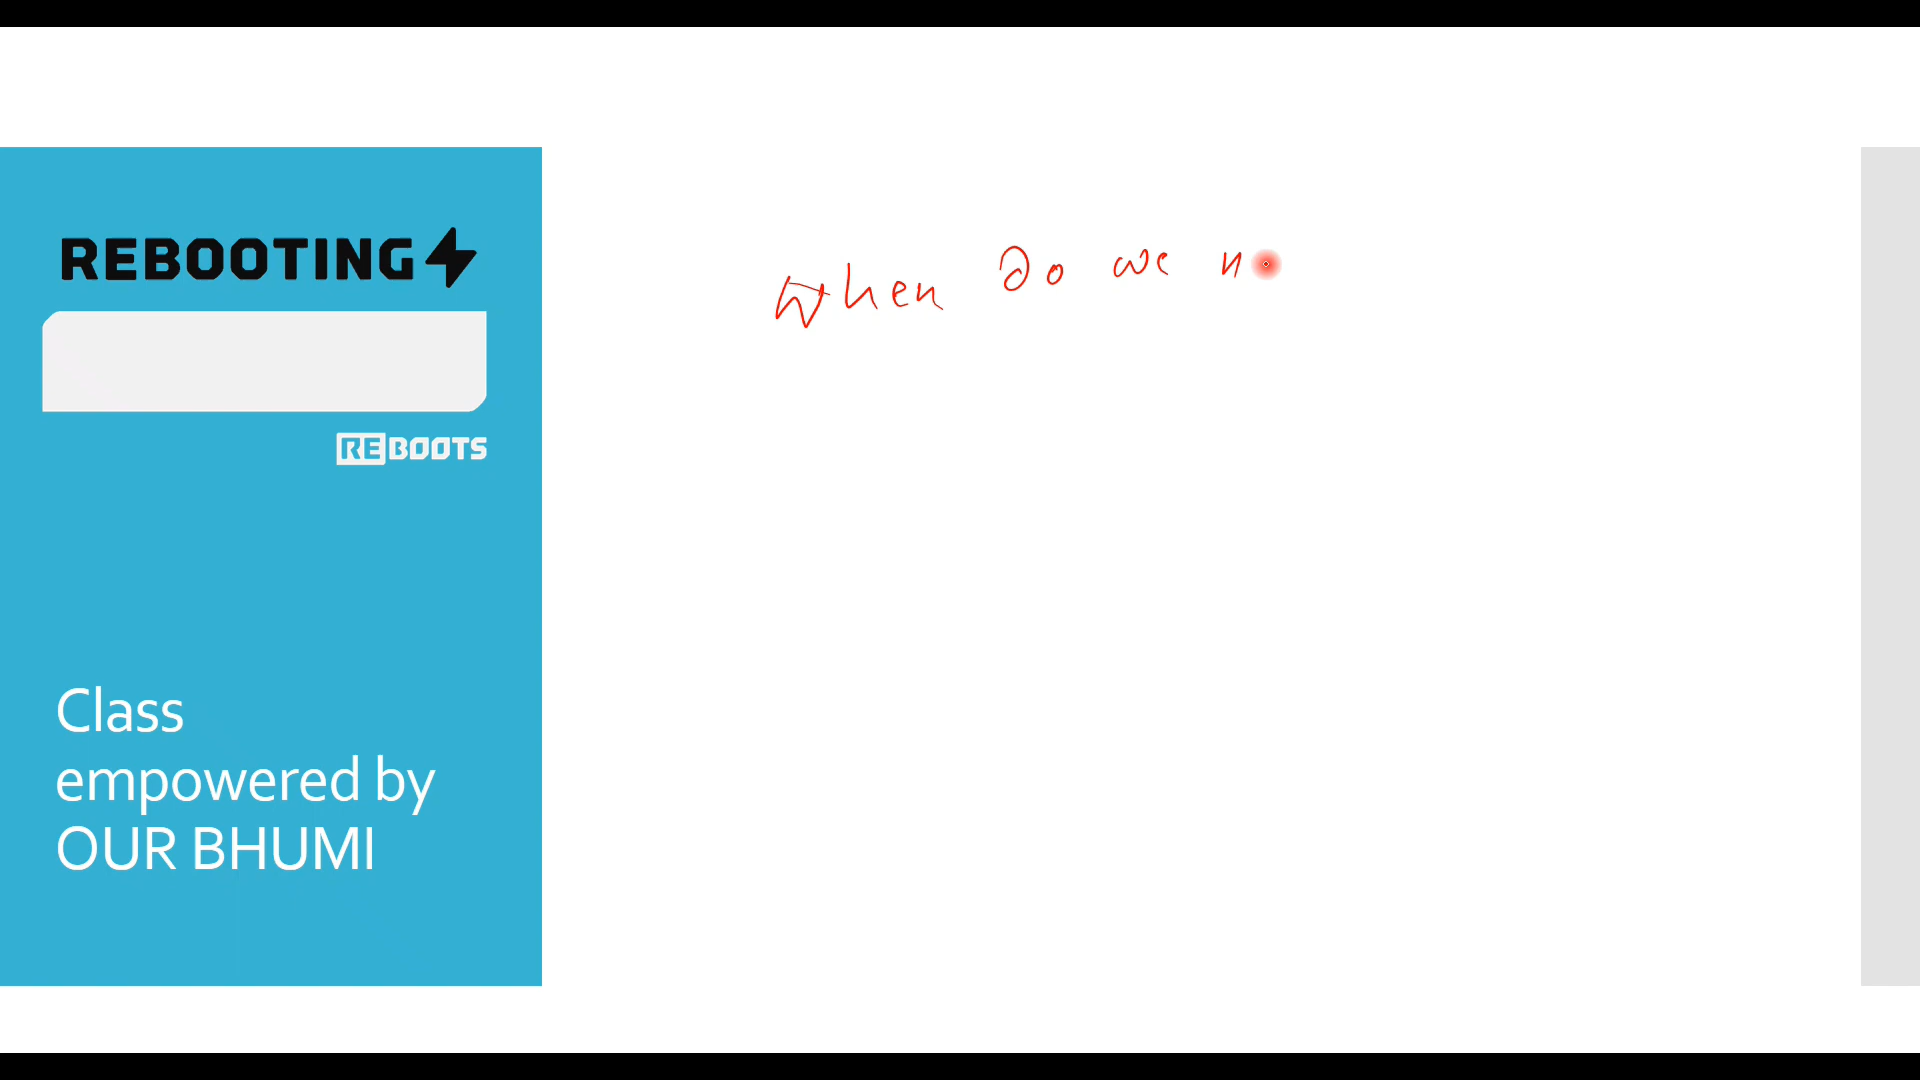 REBOOTING
REBOOTS
Class
empowered by
OUR BHUMI
When do we n